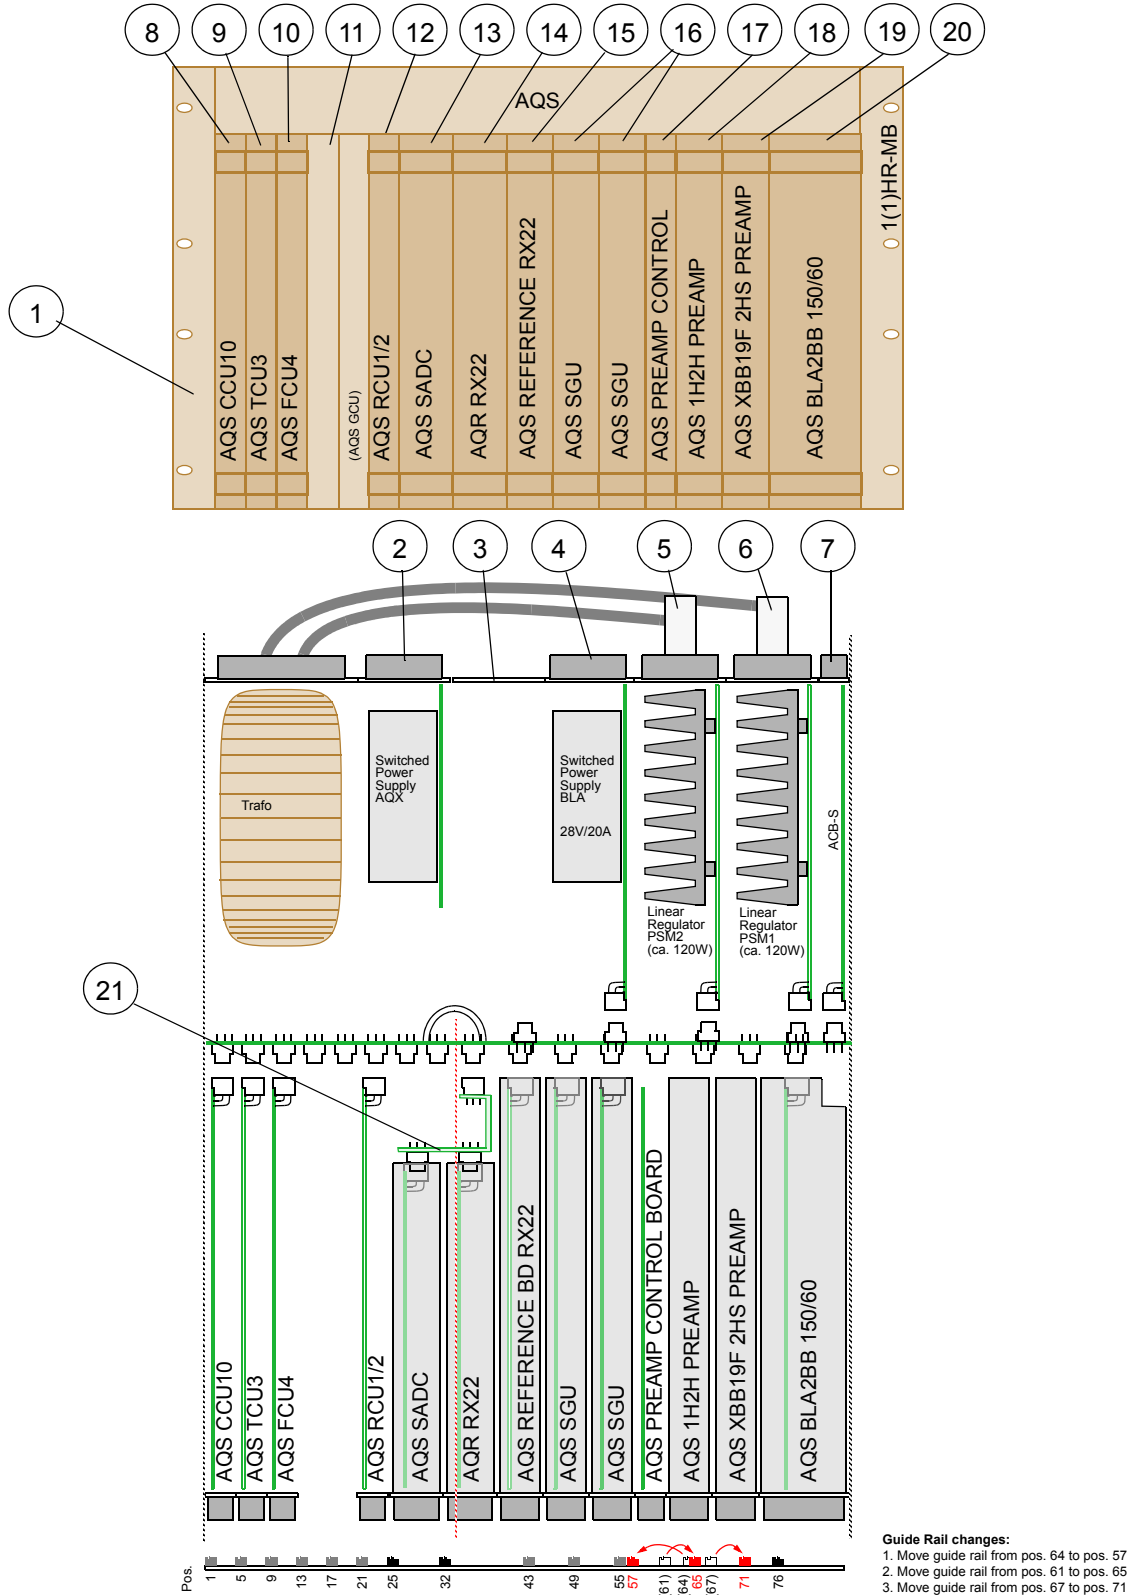 8 9 10 11 12 13 14 15 16 17 18 19 20
AQS
1(1)HR-MB
1
AQS CCU10
AQS TCU3
AQS FCU4
(AQS GCU)
AQS RCU1/2
AQS SADC
AQR RX22
AQS REFERENCE RX22
AQS SGU
AQS SGU
AQS PREAMP CONTROL
AQS 1H2H PREAMP
AQS XBB19F 2HS PREAMP
AQS BLA2BB 150/60
2 3 4 5 6 7
Trafo
Switched
Power
Supply
AQX
Switched
Power
Supply
BLA
28V/20A
Linear
Regulator
PSM2
(ca. 120W)
Linear
Regulator
PSM1
(ca. 120W)
ACB-S
21
AQS CCU10
AQS TCU3
AQS FCU4
AQS RCU1/2
AQS SADC
AQR RX22
AQS REFERENCE BD RX22
AQS SGU
AQS SGU
AQS PREAMP CONTROL BOARD
AQS 1H2H PREAMP
AQS XBB19F 2HS PREAMP
AQS BLA2BB 150/60
Pos.
1 5 9 13 17 21 25 32 43 49 55 57 (61) (64) 65 (67) 71 76
Guide Rail changes:
1. Move guide rail from pos. 64 to pos. 57
2. Move guide rail from pos. 61 to pos. 65
3. Move guide rail from pos. 67 to pos. 71